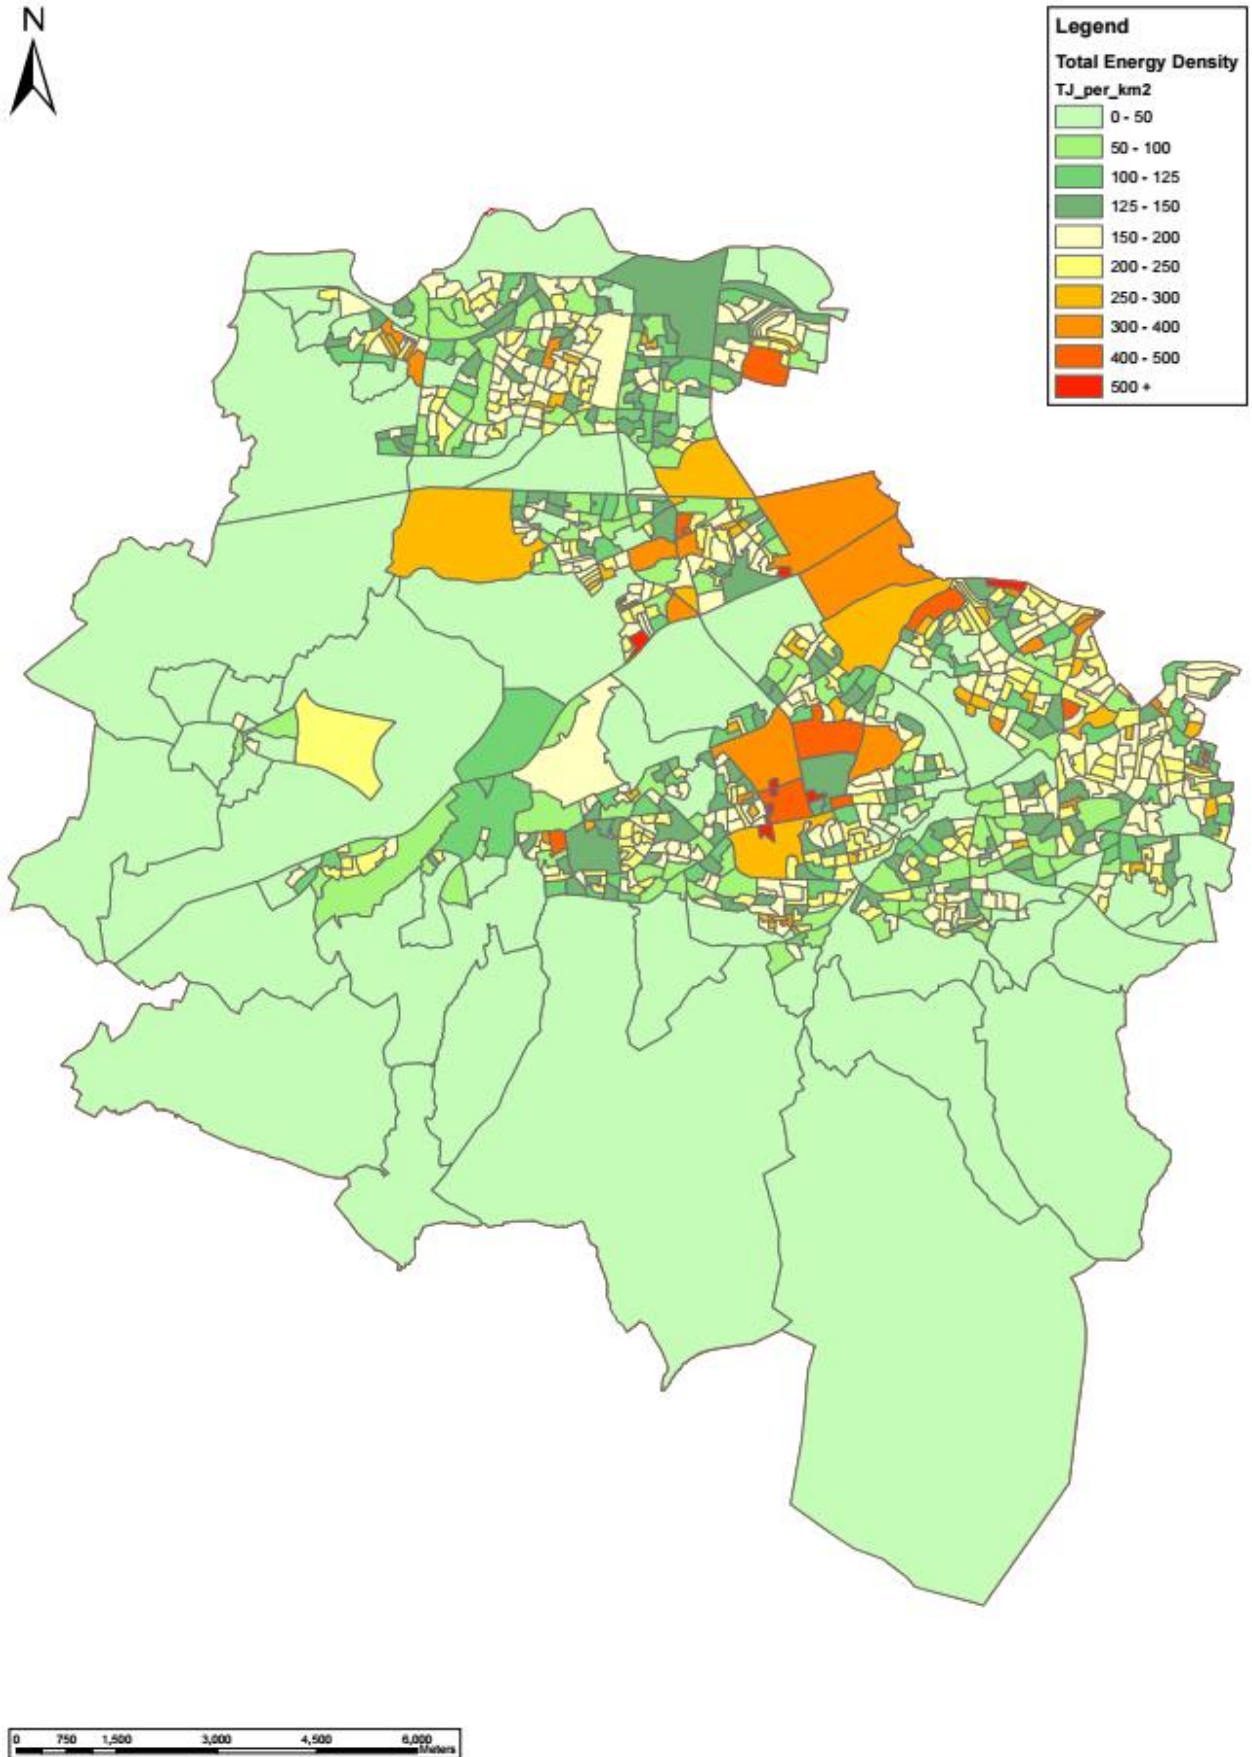 N
Legend
Total Energy Density
TJ_per_km2
0 - 50
50 - 100
100 - 125
125 - 150
150 - 200
200 - 250
250 - 300
300 - 400
400 - 500
500 +
0 750 1,500 3,000 4,500 6,000
Meters